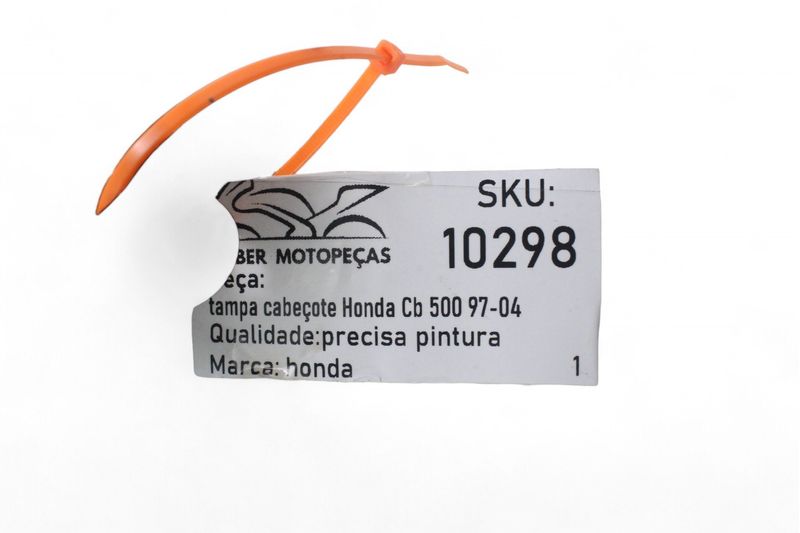 SKU:
10298
BER MOTOPEÇAS
eça:
tampa cabeçote Honda Cb 500 97-04
Qualidade:precisa pintura
Marca: honda
1